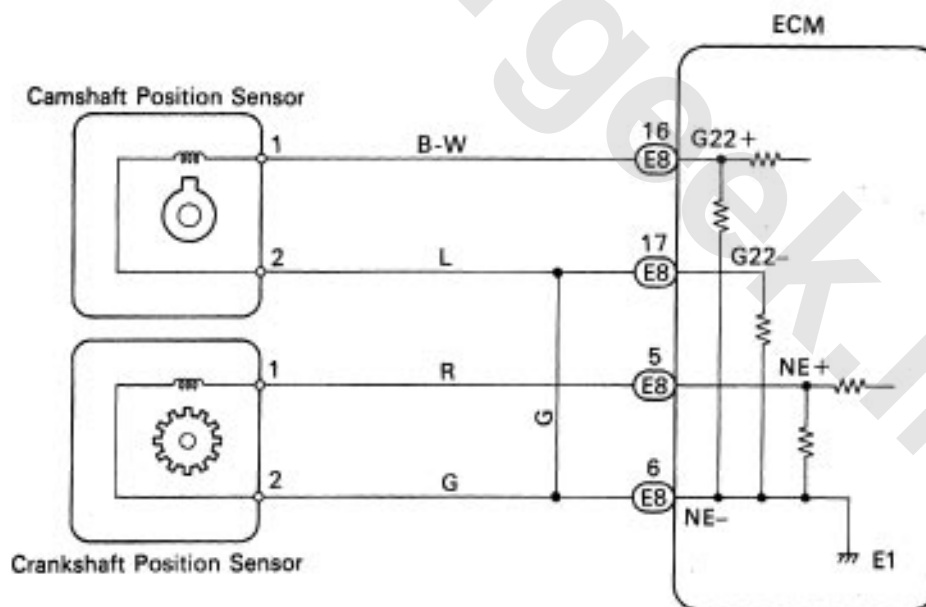 ECM
Camshaft Position Sensor
1
B-W
16
E8
G22+
2
L
17
E8
G22-
1
R
5
E8
NE+
G
2
G
6
E8
NE-
E1
Crankshaft Position Sensor